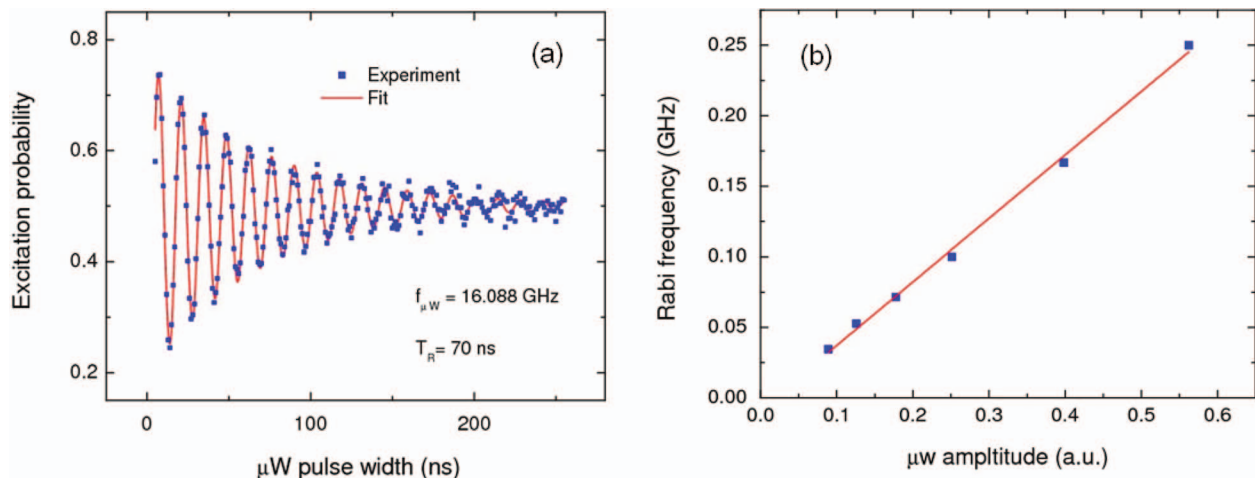 (a)
Experiment
Fit
0.8
0.6
0.4
0.2
Excitation probability
f_μW = 16.088 GHz
T_R= 70 ns
0 100 200
μW pulse width (ns)
(b)
0.25
0.20
0.15
0.10
0.05
0.00
Rabi frequency (GHz)
0.0 0.1 0.2 0.3 0.4 0.5 0.6
μw ampltitude (a.u.)